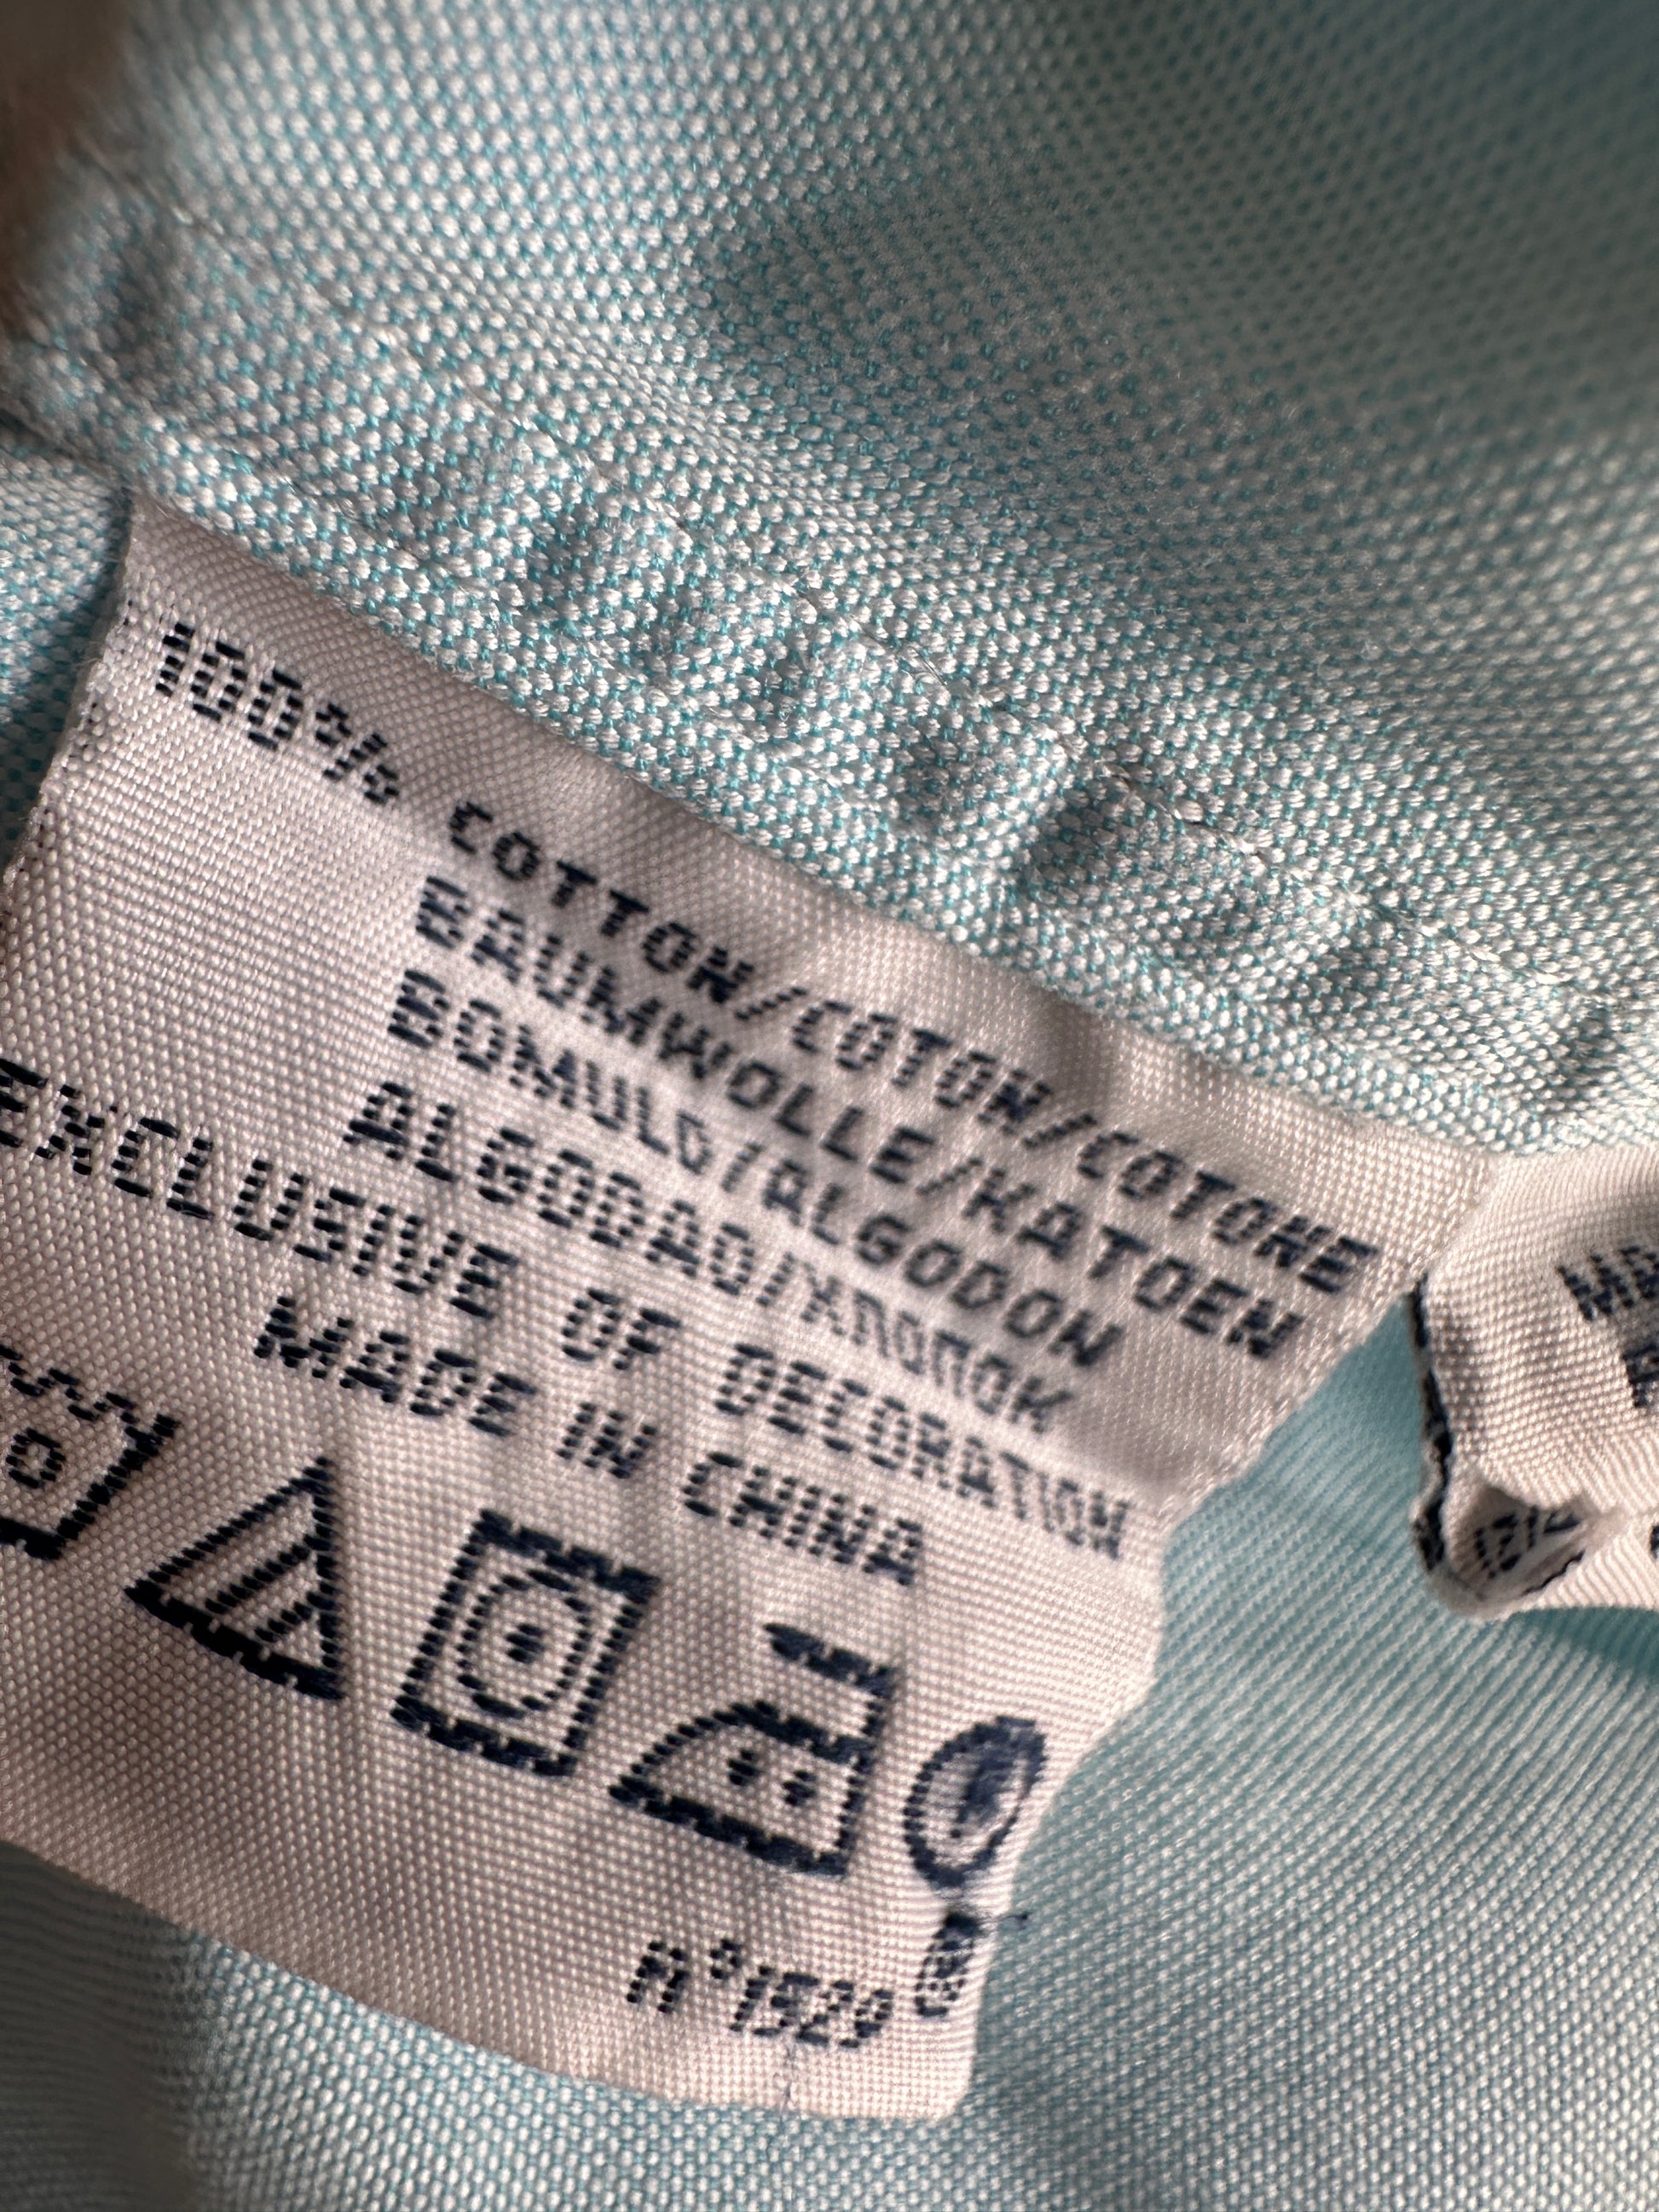 100% COTTON/COTON/COTONE
BAUMWOLLE/KATOEN
BOMULD/ALGODON
ALGODAO/ХЛОПОК
EXCLUSIVE OF DECORATION
MADE IN CHINA
N°1529